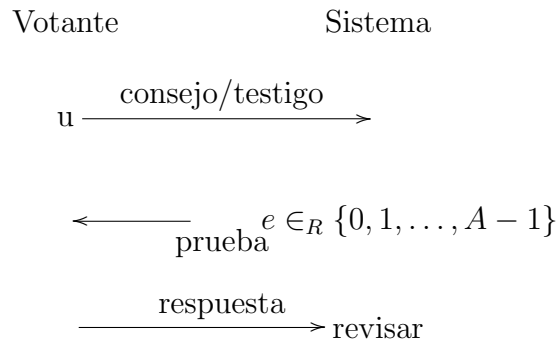 Votante Sistema
consejo/testigo
u
prueba e ∈_R {0, 1, . . . , A − 1}
respuesta
revisar